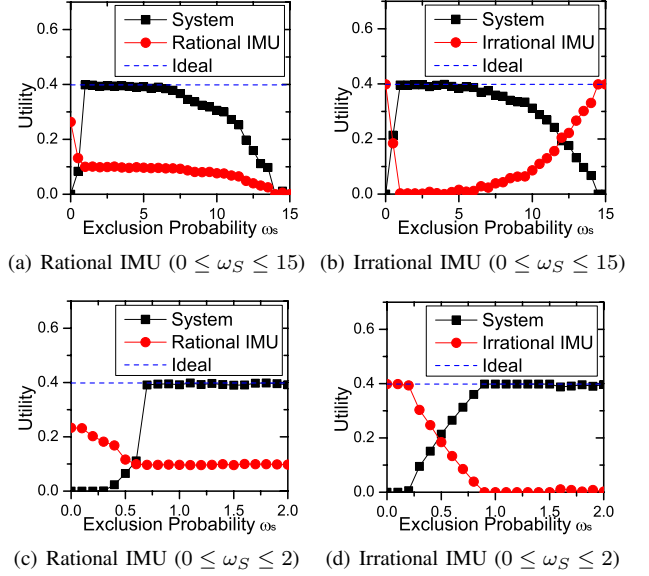 System
Rational IMU
Ideal
Utility
0.6
0.4
0.2
0.0
0 5 10 15
Exclusion Probability ωs
(a) Rational IMU (0 ≤ ωS ≤ 15)
System
Irrational IMU
Ideal
Utility
0.6
0.4
0.2
0.0
0 5 10 15
Exclusion Probability ωs
(b) Irrational IMU (0 ≤ ωS ≤ 15)
System
Rational IMU
Ideal
Utility
0.6
0.4
0.2
0.0
0.0 0.5 1.0 1.5 2.0
Exclusion Probability ωs
(c) Rational IMU (0 ≤ ωS ≤ 2)
System
Irrational IMU
Ideal
Utility
0.6
0.4
0.2
0.0
0.0 0.5 1.0 1.5 2.0
Exclusion Probability ωs
(d) Irrational IMU (0 ≤ ωS ≤ 2)